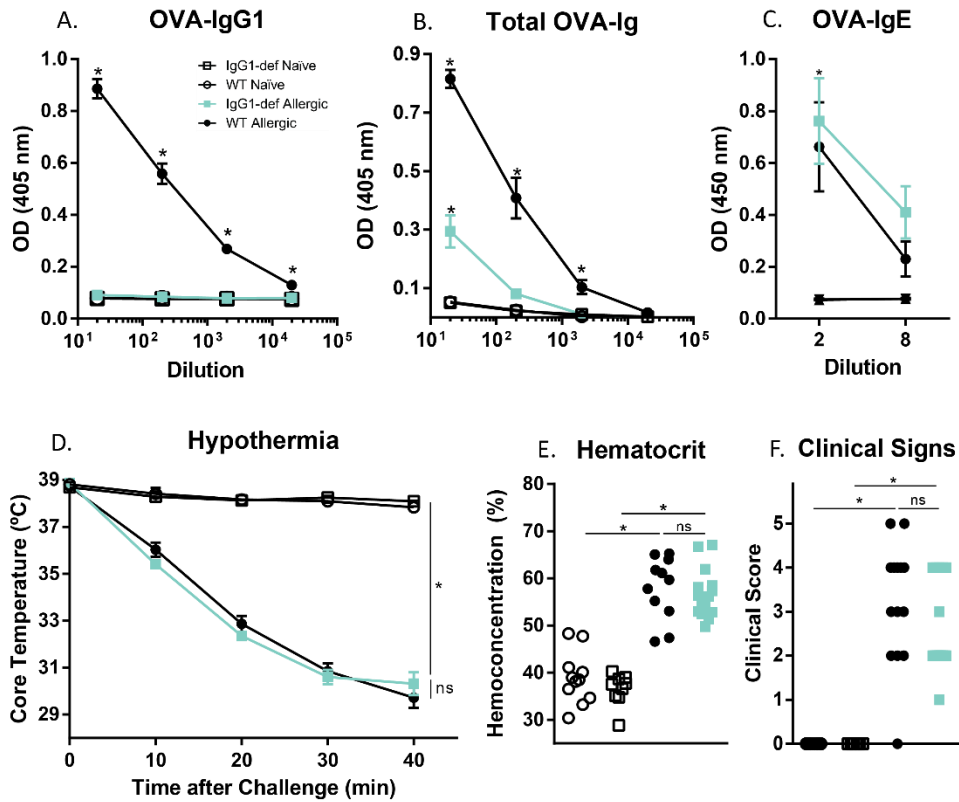 A. OVA-IgG1
OD (405 nm)
1.0
0.8
0.6
0.4
0.2
0.0
* * * *
IgG1-def Naïve
WT Naïve
IgG1-def Allergic
WT Allergic
10¹ 10² 10³ 10⁴ 10⁵
Dilution
B. Total OVA-Ig
OD (405 nm)
0.9
0.7
0.5
0.3
0.1
* * * *
10¹ 10² 10³ 10⁴ 10⁵
Dilution
C. OVA-IgE
OD (450 nm)
1.0
0.8
0.6
0.4
0.2
0.0
*
2 8
Dilution
D. Hypothermia
Core Temperature (ºC)
39
37
35
33
31
29
*
ns
0 10 20 30 40
Time after Challenge (min)
E. Hematocrit
Hemoconcentration (%)
80
70
60
50
40
30
*
* ns
F. Clinical Signs
Clinical Score
5
4
3
2
1
0
*
* ns